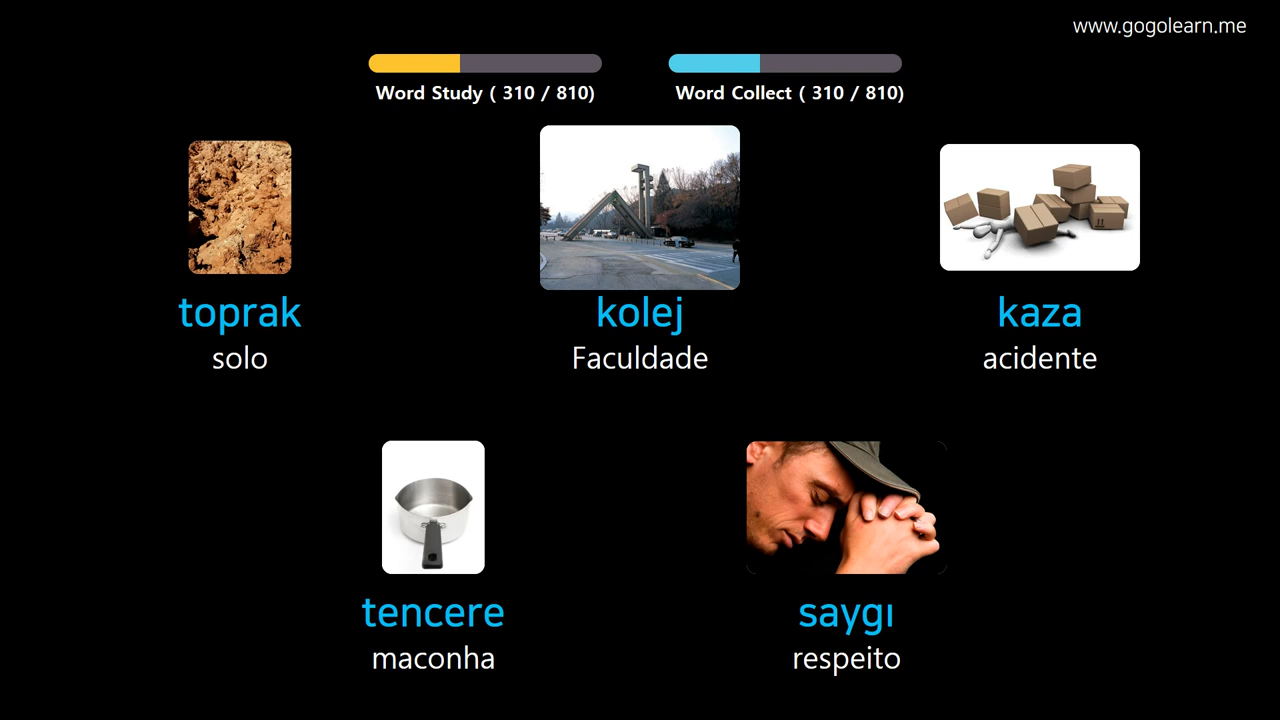 www.gogolearn.me
Word Study ( 310 / 810)
Word Collect ( 310 / 810)
toprak
solo
kolej
Faculdade
kaza
acidente
tencere
maconha
saygı
respeito